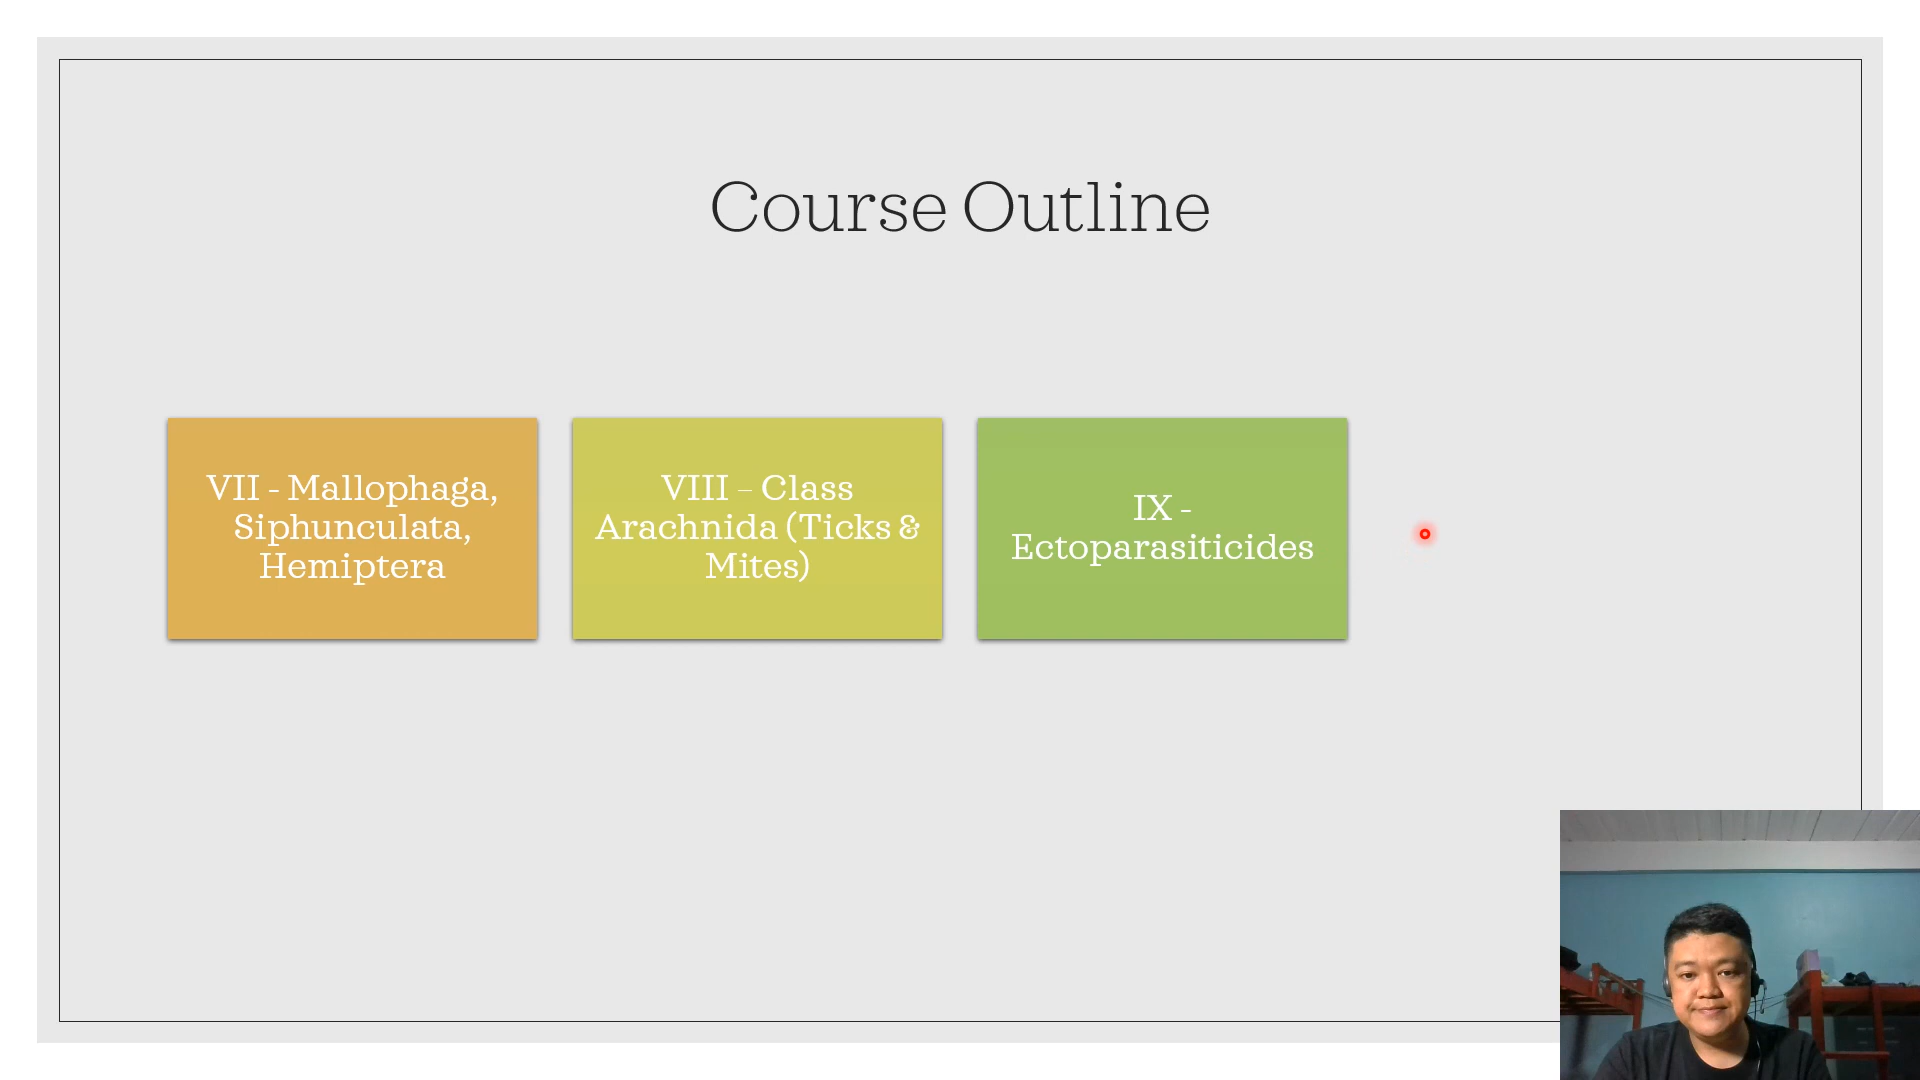 Course Outline
VII - Mallophaga,
Siphunculata,
Hemiptera
VIII – Class
Arachnida (Ticks &
Mites)
IX -
Ectoparasiticides